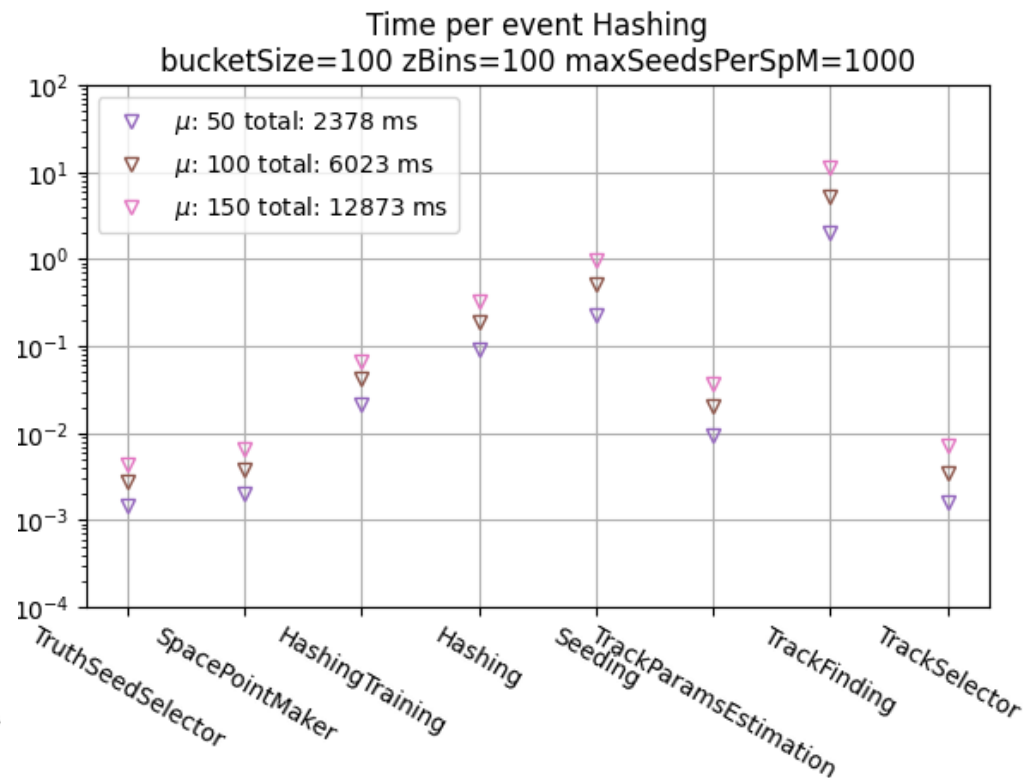 Time per event Hashing
bucketSize=100 zBins=100 maxSeedsPerSpM=1000
μ: 50 total: 2378 ms
μ: 100 total: 6023 ms
μ: 150 total: 12873 ms
10²
10¹
10⁰
10⁻¹
10⁻²
10⁻³
10⁻⁴
TruthSeedSelector
SpacePointMaker
HashingTraining
Hashing
Seeding
TrackParamsEstimation
TrackFinding
TrackSelector